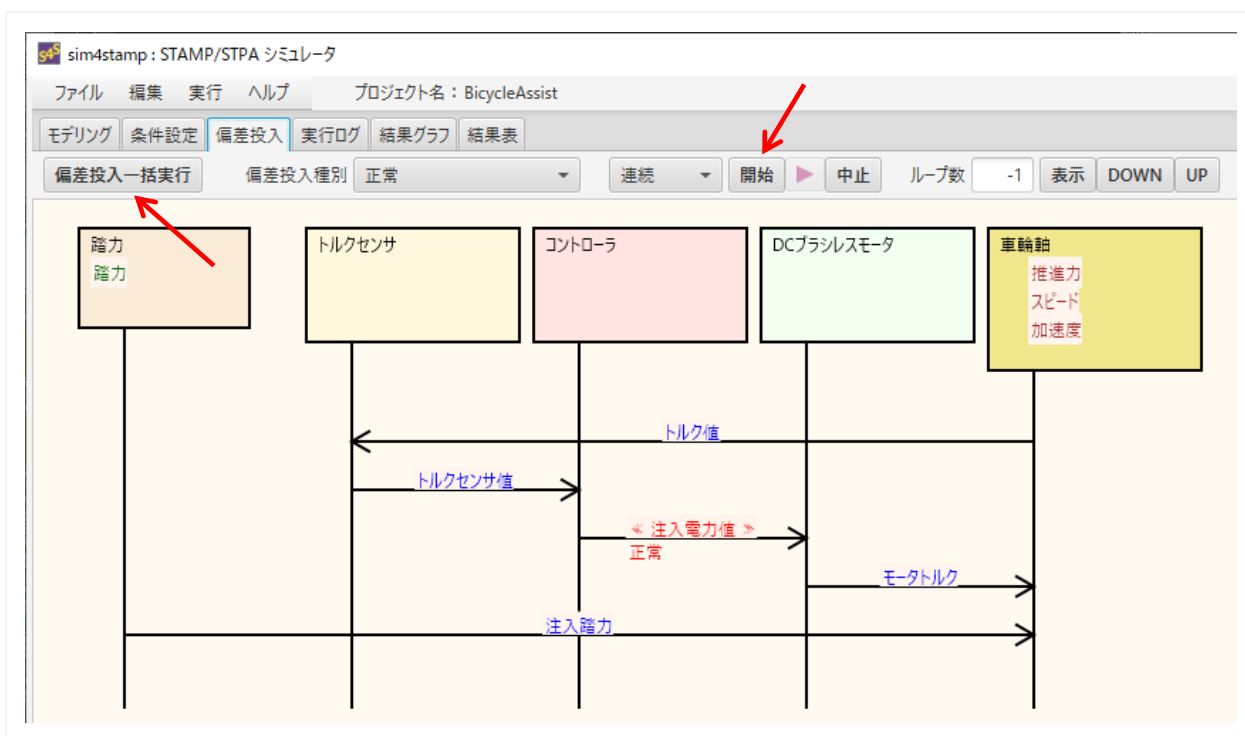 S4S sim4stamp : STAMP/STPA シミュレータ
ファイル 編集 実行 ヘルプ プロジェクト名：BicycleAssist
モデリング 条件設定 偏差投入 実行ログ 結果グラフ 結果表
偏差投入一括実行 偏差投入種別 正常 連続 開始 中止 ループ数 -1 表示 DOWN UP
踏力 トルクセンサ コントローラ DCブラシレスモータ 車輪軸
踏力 推進力
スピード
加速度
トルク値
トルクセンサ値
≪ 注入電力値 ≫
正常
モータトルク
注入踏力